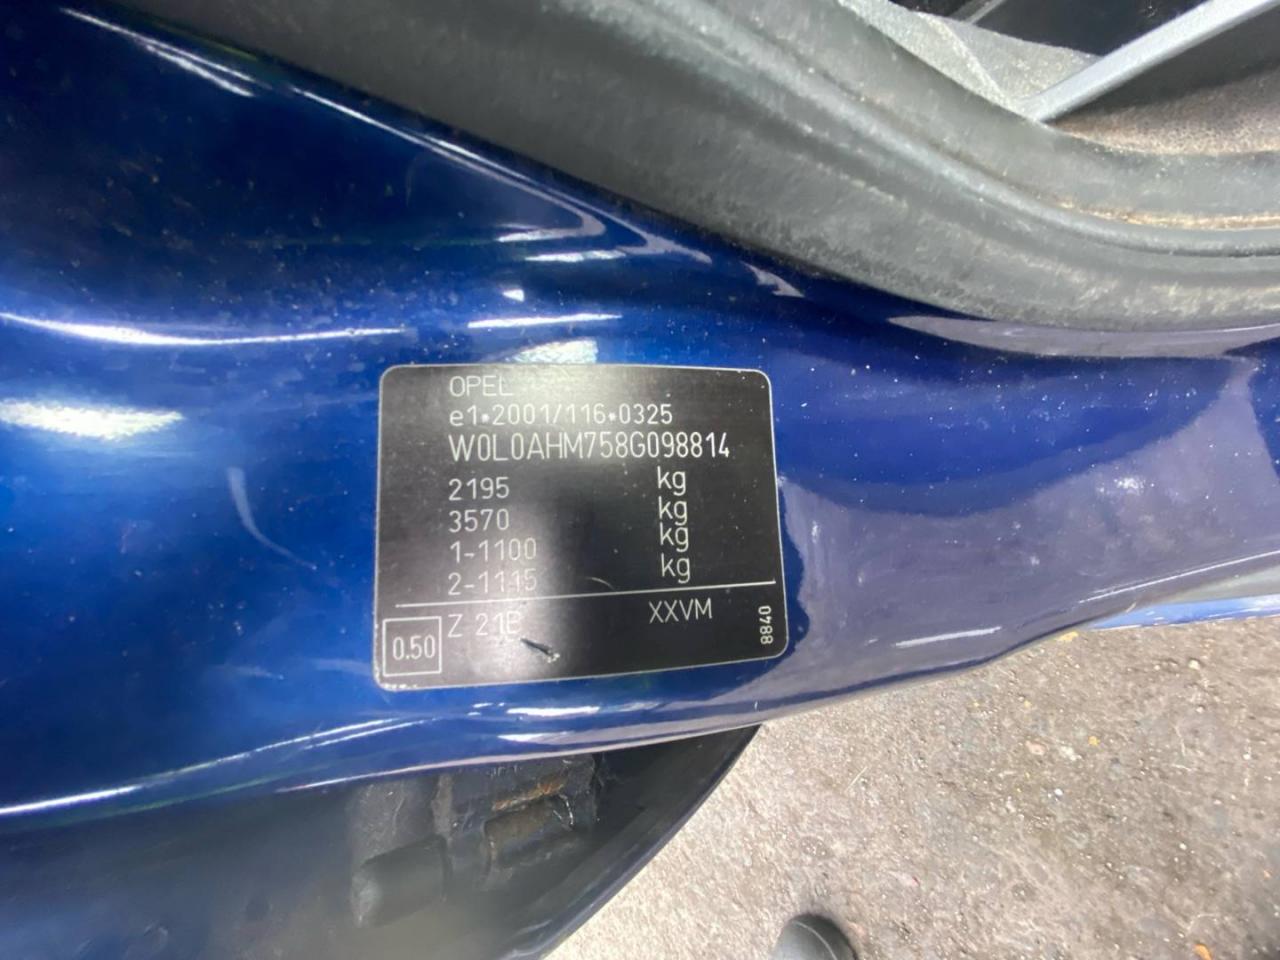 OPEL
e1*2001/116*0325
W0L0AHM758G098814
2195 kg
3570 kg
1-1100 kg
2-1115 kg
Z 21B XXVM
0.50
8840